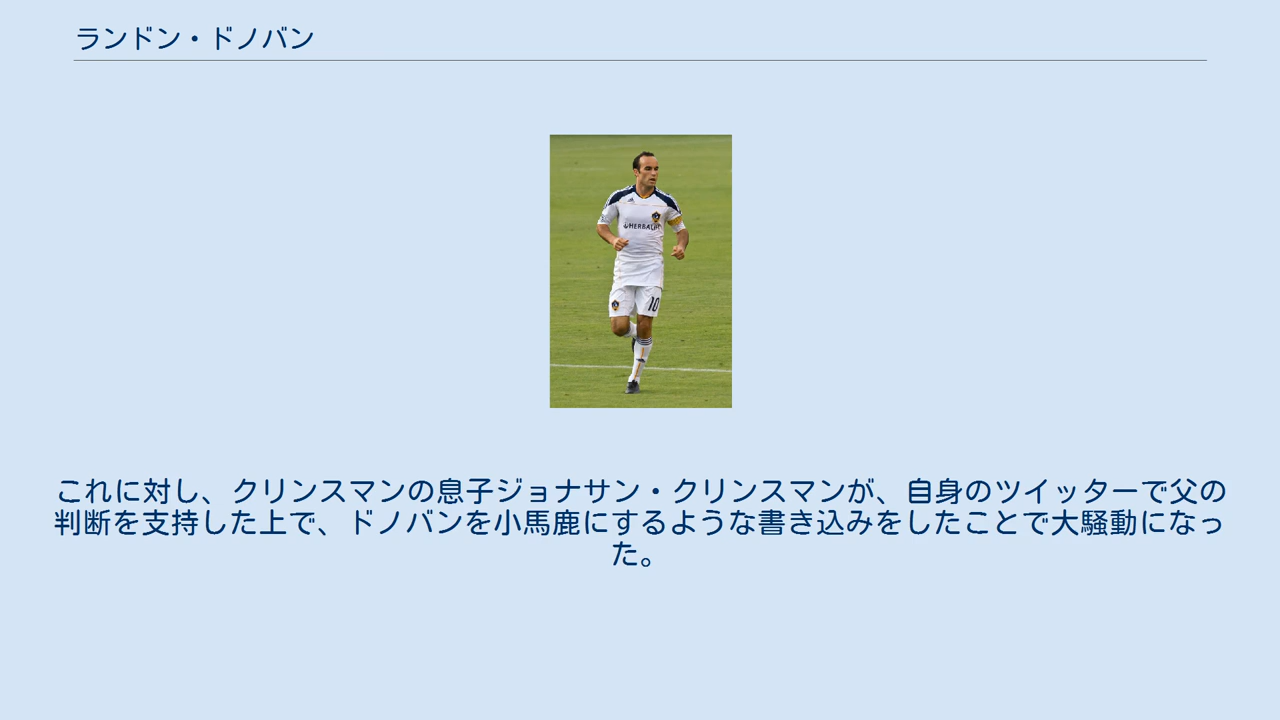 ランドン・ドノバン
HERBALIFE
10
これに対し、クリンスマンの息子ジョナサン・クリンスマンが、自身のツイッターで父の
判断を支持した上で、ドノバンを小馬鹿にするような書き込みをしたことで大騒動になっ
た。